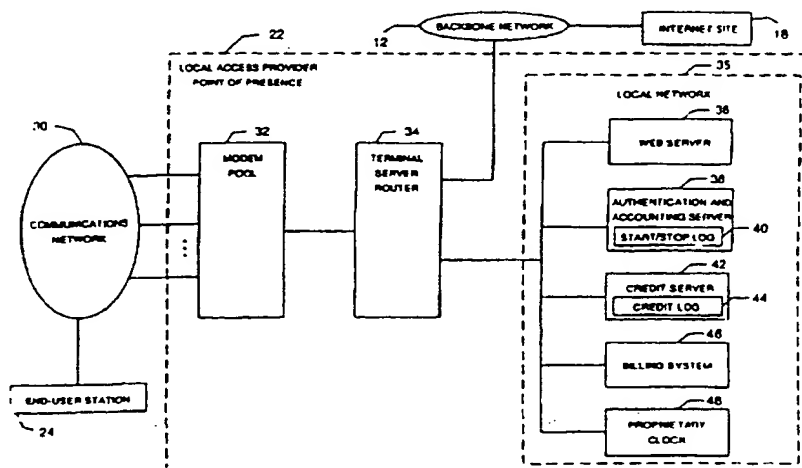 BACKBONE NETWORK
12
INTERNET SITE
18
22
LOCAL ACCESS PROVIDER
POINT OF PRESENCE
35
LOCAL NETWORK
30
COMMUNICATIONS
NETWORK
32
MODEM
POOL
34
TERMINAL
SERVER
ROUTER
36
WEB SERVER
38
AUTHENTICATION AND
ACCOUNTING SERVER
START/STOP LOG
40
42
CREDIT SERVER
CREDIT LOG
44
46
BILLING SYSTEM
48
PROPRIETARY
CLOCK
END-USER STATION
24